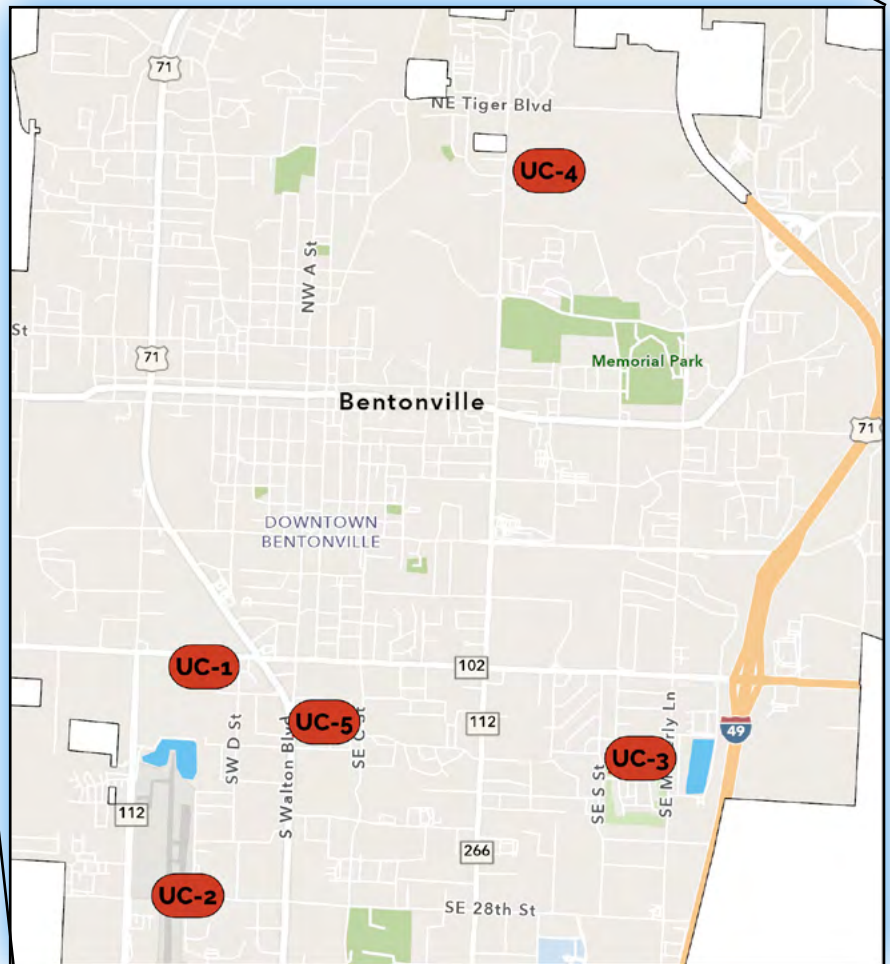 71
NE Tiger Blvd
UC-4
NW A St
St
71
Memorial Park
Bentonville
71
DOWNTOWN
BENTONVILLE
UC-1
102
SW D St
S Walton Blvd
UC-5
SE C St
112
SE S St
UC-3
49
112
266
UC-2
SE 28th St